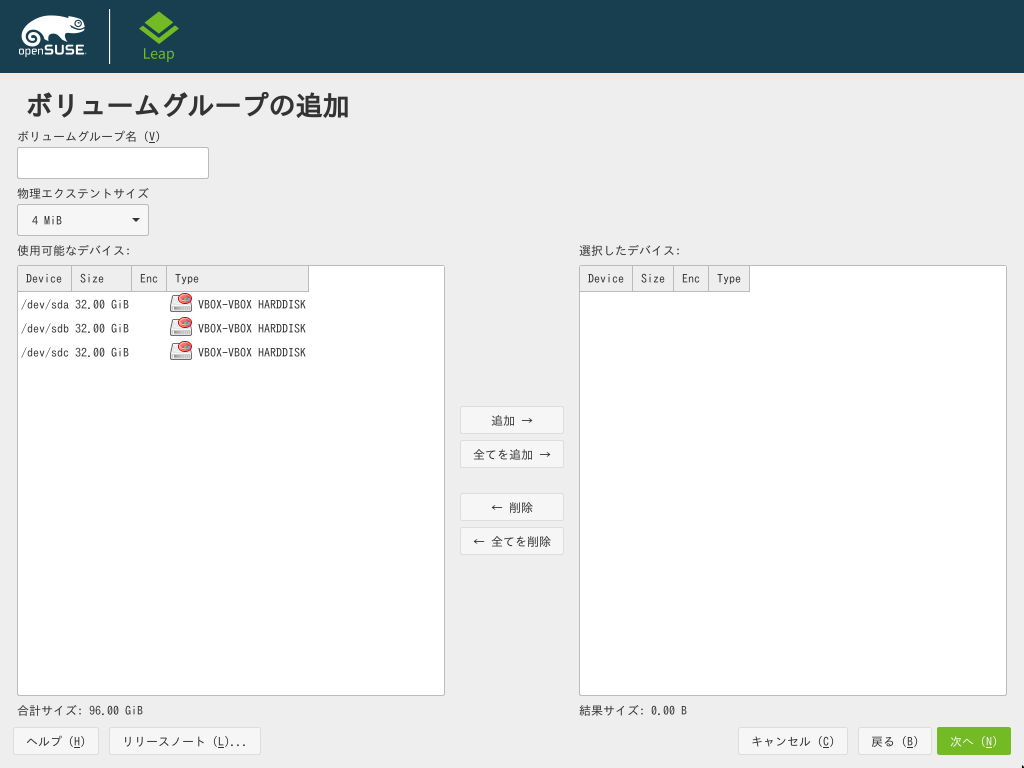 openSUSE
Leap
ボリュームグループの追加
ボリュームグループ名 (V)
物理エクステントサイズ
4 MiB
使用可能なデバイス:
Device Size Enc Type
/dev/sda 32.00 GiB VBOX-VBOX HARDDISK
/dev/sdb 32.00 GiB VBOX-VBOX HARDDISK
/dev/sdc 32.00 GiB VBOX-VBOX HARDDISK
合計サイズ: 96.00 GiB
追加 →
全てを追加 →
← 削除
← 全てを削除
選択したデバイス:
Device Size Enc Type
結果サイズ: 0.00 B
ヘルプ (H) リリースノート (L)... キャンセル (C) 戻る (B) 次へ (N)